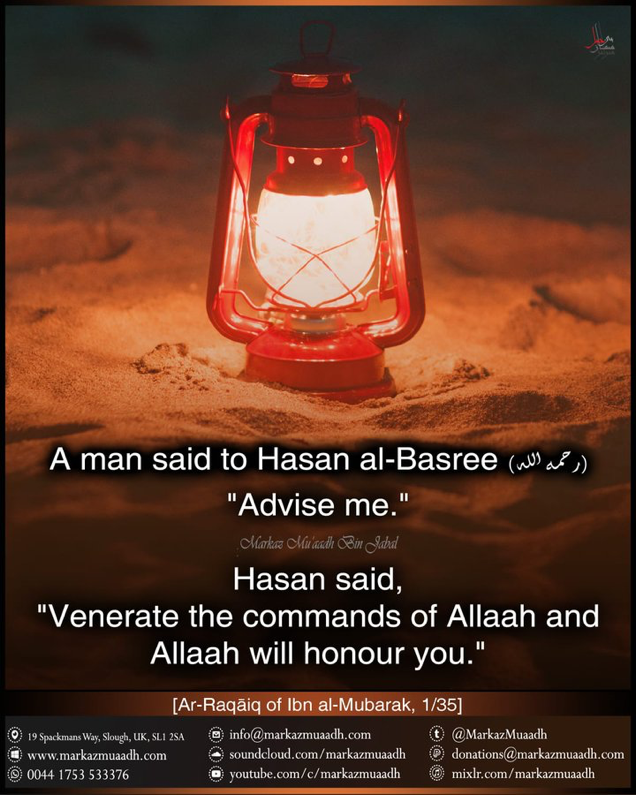 A man said to Hasan al-Basree (رحمه الله)
"Advise me."
Markaz Mu'aadh Bin Jabal
Hasan said,
"Venerate the commands of Allaah and
Allaah will honour you."
[Ar-Raqāiq of Ibn al-Mubarak, 1/35]
19 Spackmans Way, Slough, UK, SL1 2SA
info@markazmuaadh.com
@MarkazMuaadh
www.markazmuaadh.com
soundcloud.com/markazmuaadh
donations@markazmuaadh.com
0044 1753 533376
youtube.com/c/markazmuaadh
mixlr.com/markazmuaadh